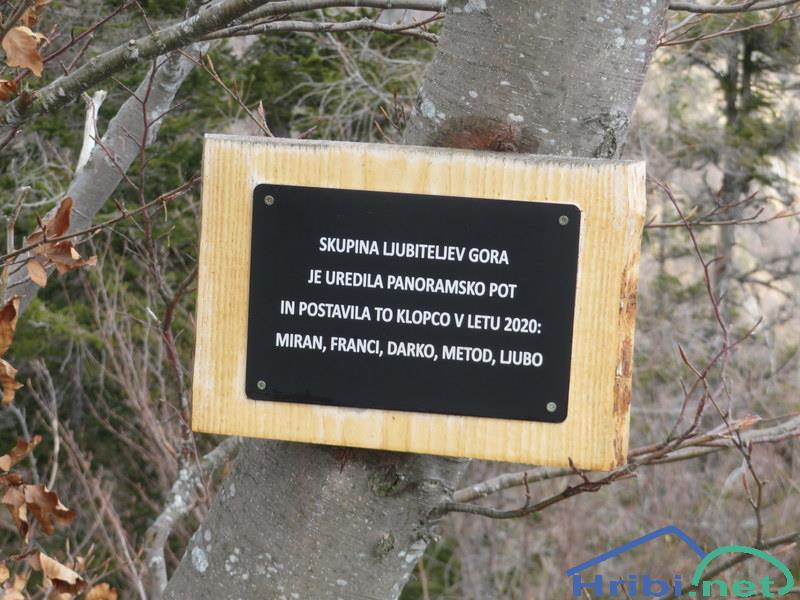 SKUPINA LJUBITELJEV GORA
JE UREDILA PANORAMSKO POT
IN POSTAVILA TO KLOPCO V LETU 2020:
MIRAN, FRANCI, DARKO, METOD, LJUBO
Hribi.net